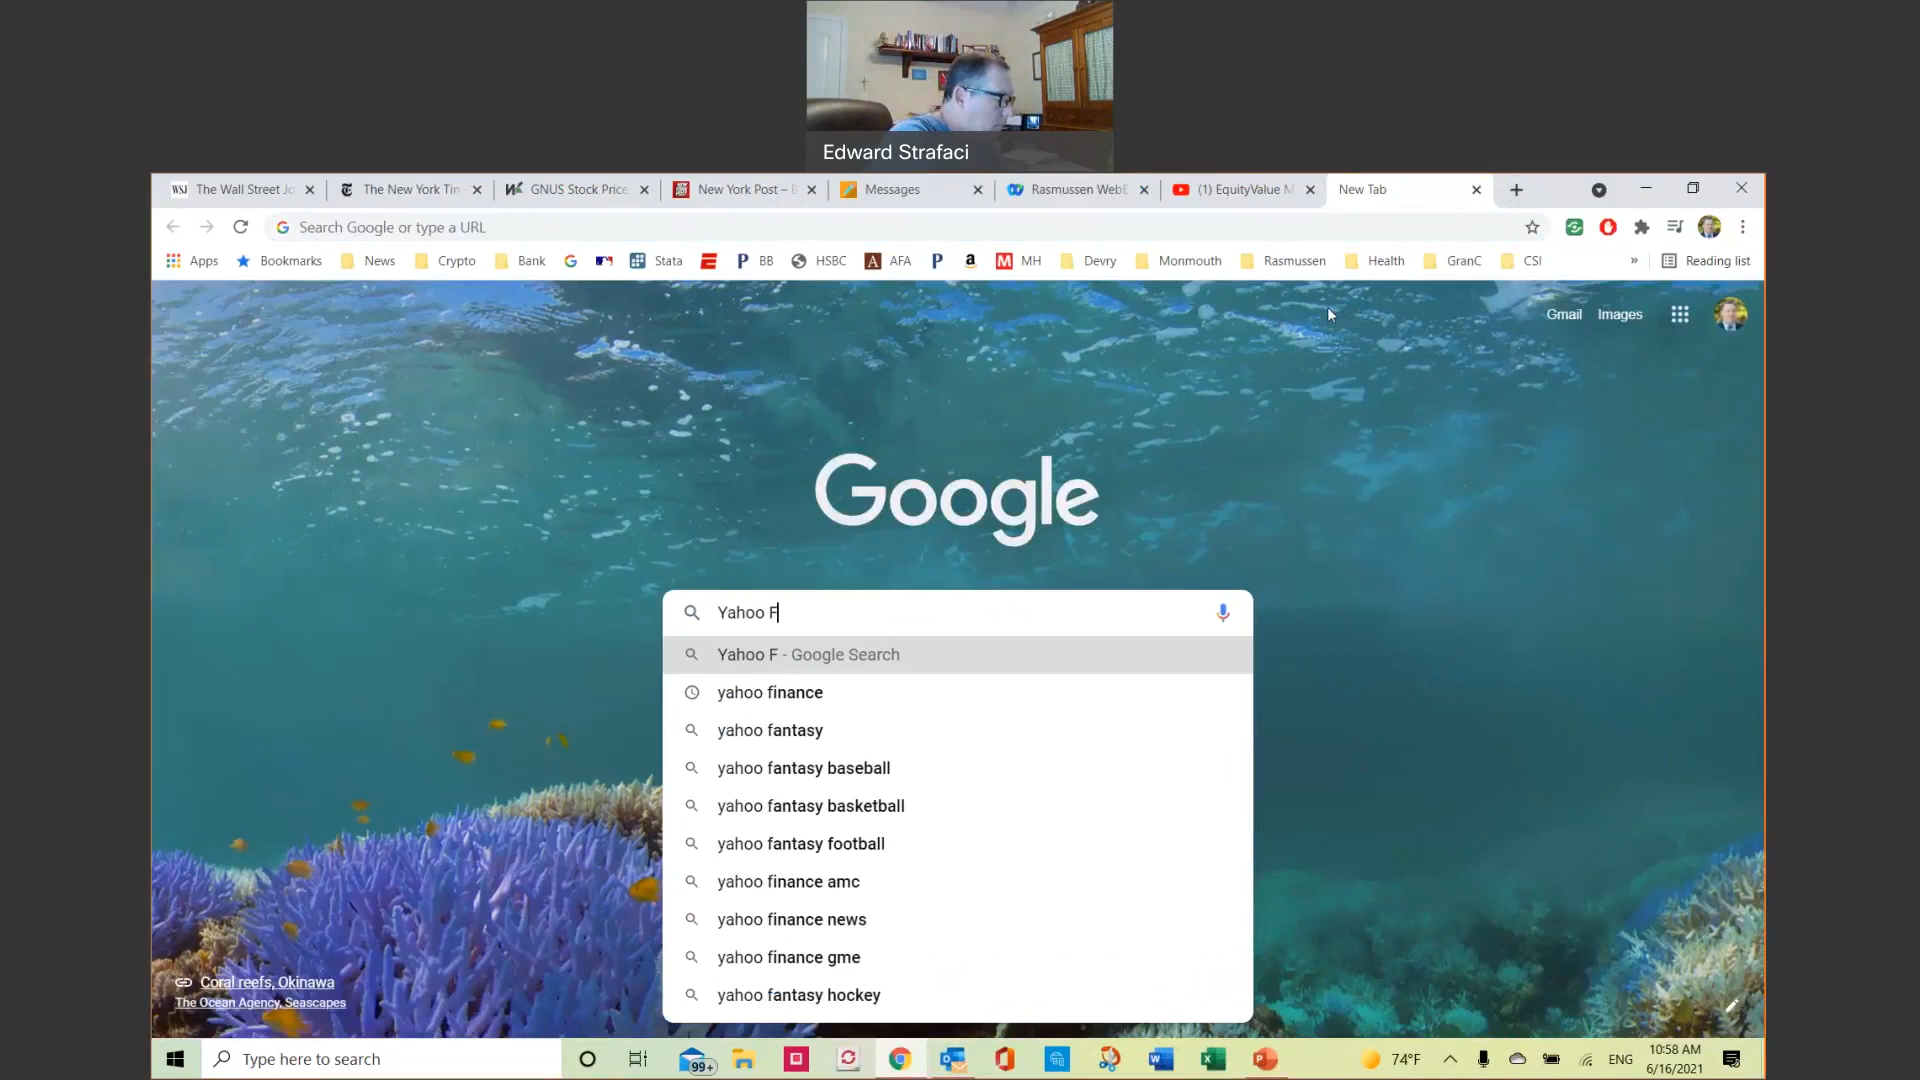 Edward Strafaci
WSJ The Wall Street Jo
The New York Tim
GNUS Stock Price
New York Post –
Messages
Rasmussen WebE
(1) EquityValue M
New Tab
Search Google or type a URL
Apps
Bookmarks
News
Crypto
Bank
Stata
BB
HSBC
AFA
MH
Devry
Monmouth
Rasmussen
Health
GranC
CSI
»
Reading list
Gmail
Images
Google
Yahoo F
Yahoo F - Google Search
yahoo finance
yahoo fantasy
yahoo fantasy baseball
yahoo fantasy basketball
yahoo fantasy football
yahoo finance amc
yahoo finance news
yahoo finance gme
yahoo fantasy hockey
Coral reefs, Okinawa
The Ocean Agency, Seascapes
Type here to search
99+
74°F
ENG
10:58 AM
6/16/2021